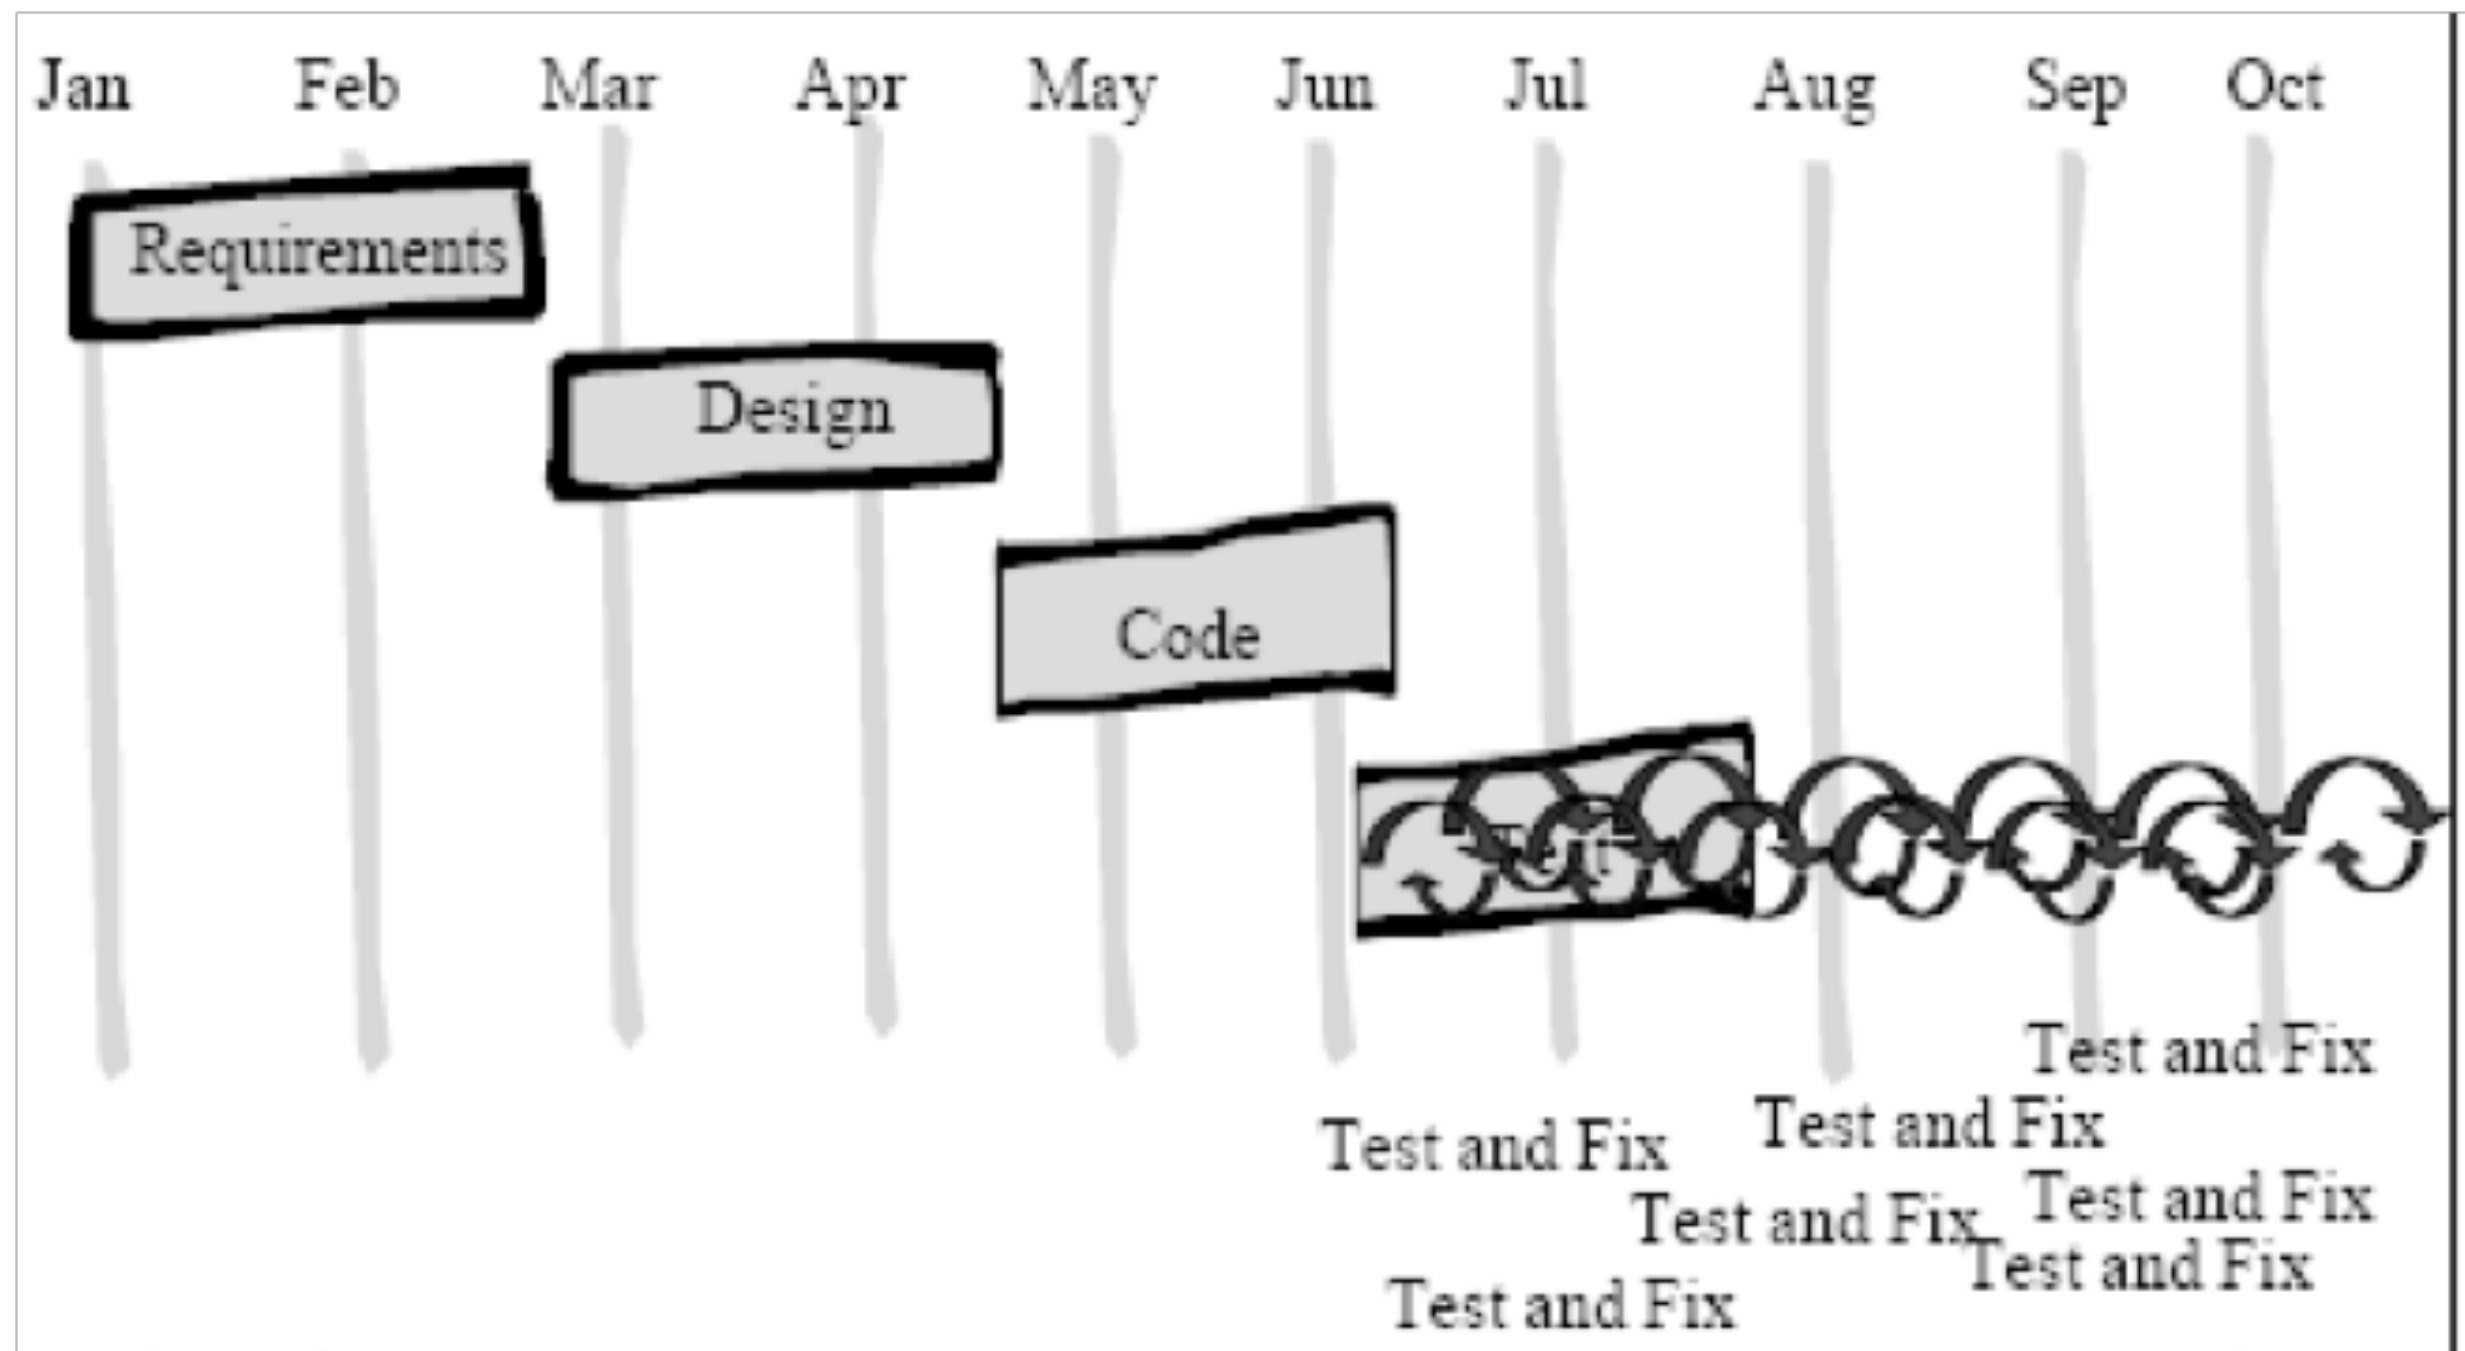 Jan Feb Mar Apr May Jun Jul Aug Sep Oct
Requirements
Design
Code
Test and Fix
Test and Fix
Test and Fix
Test and Fix
Test and Fix
Test and Fix
Test and Fix